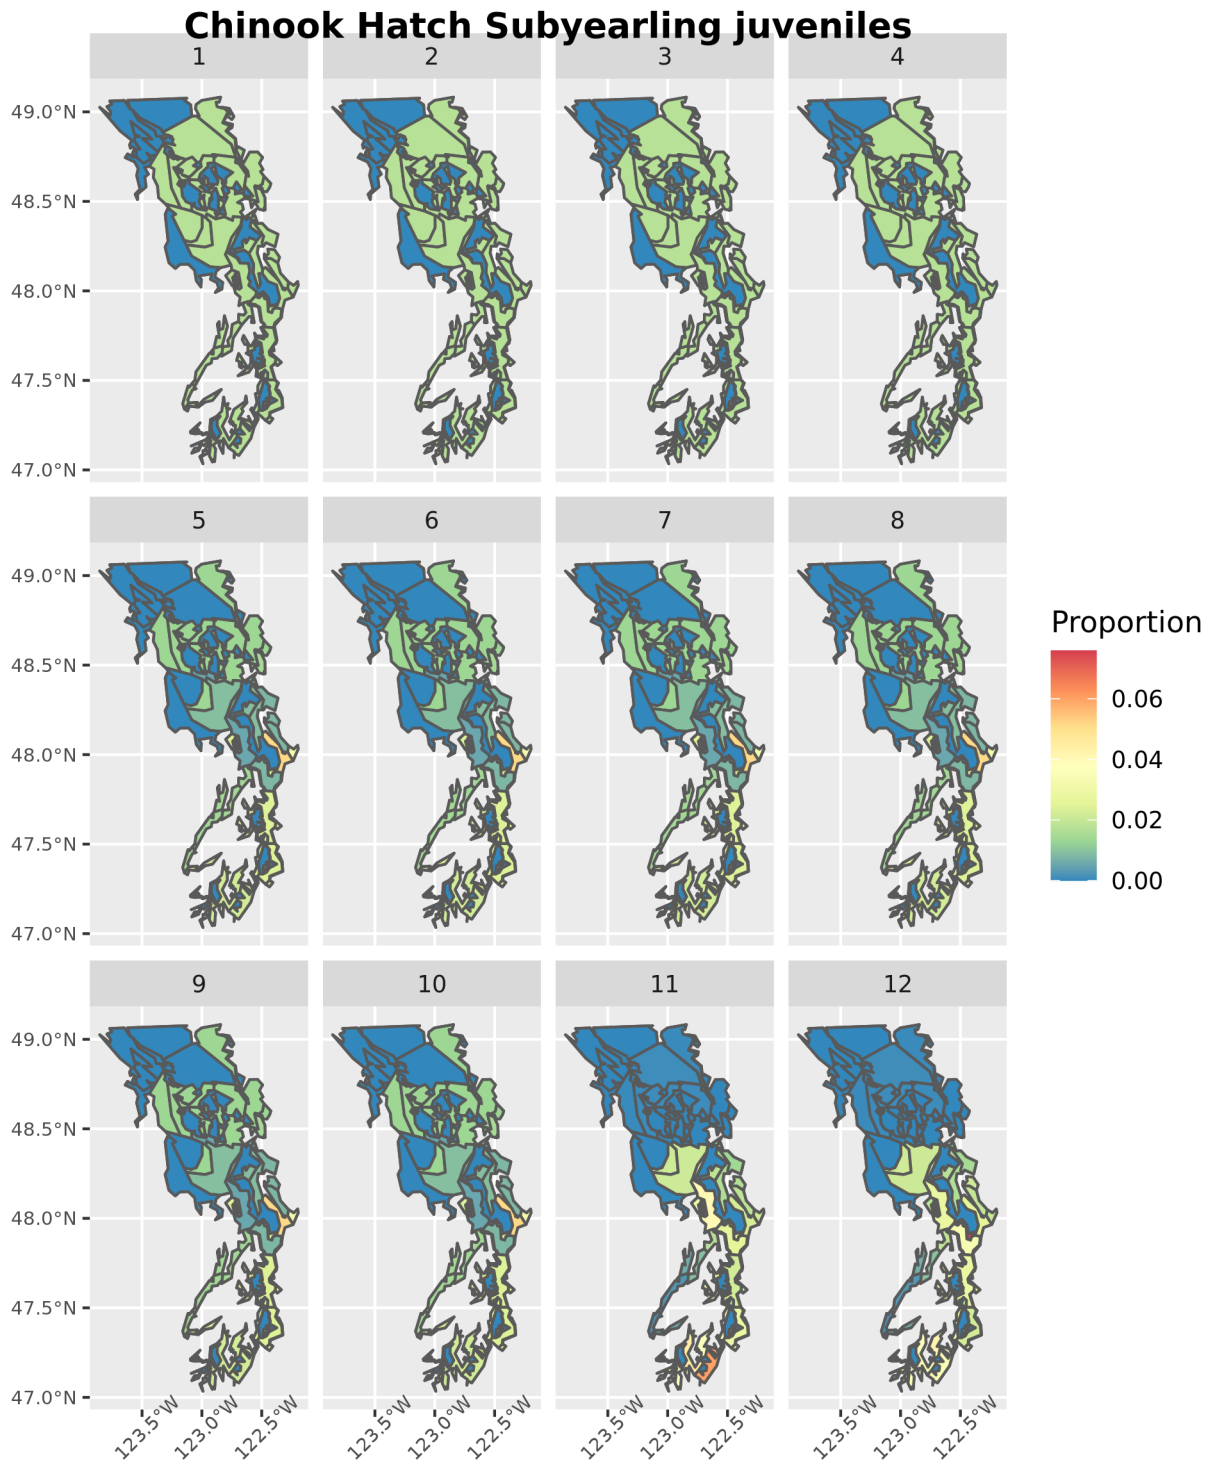 Chinook Hatch Subyearling juveniles
1 2 3 4
49.0°N
48.5°N
48.0°N
47.5°N
47.0°N
5 6 7 8
49.0°N
48.5°N
48.0°N
47.5°N
47.0°N
Proportion
0.06
0.04
0.02
0.00
9 10 11 12
49.0°N
48.5°N
48.0°N
47.5°N
47.0°N
123.5°W 123.0°W 122.5°W 123.5°W 123.0°W 122.5°W 123.5°W 123.0°W 122.5°W 123.5°W 123.0°W 122.5°W